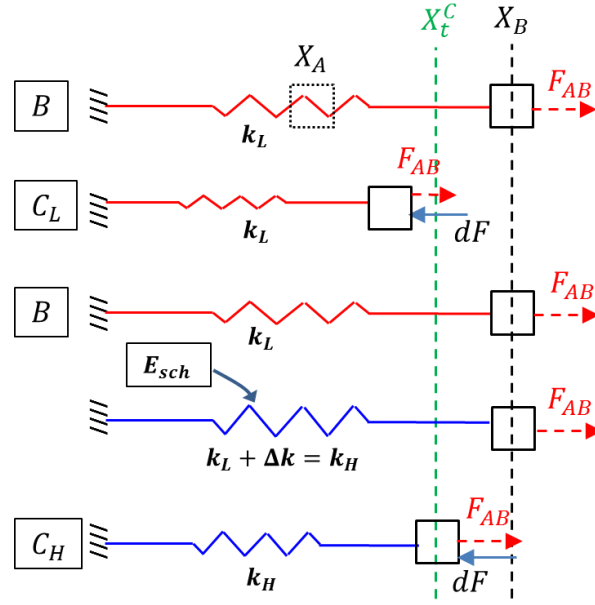 X_t^C X_B
X_A
B F_AB
k_L
C_L F_AB
k_L dF
B F_AB
k_L
E_sch
F_AB
k_L + Δk = k_H
C_H F_AB
k_H dF